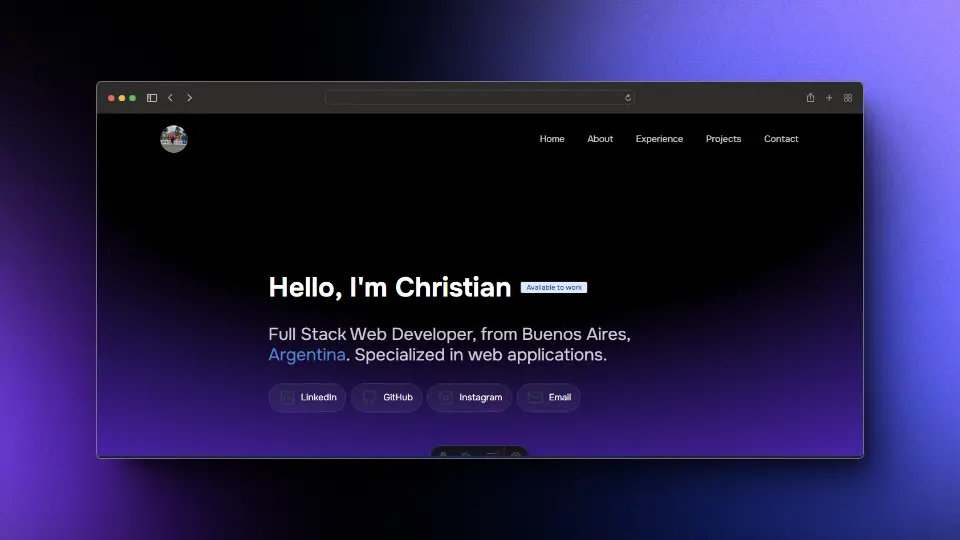 Home About Experience Projects Contact
Hello, I'm Christian Available to work
Full Stack Web Developer, from Buenos Aires,
Argentina. Specialized in web applications.
LinkedIn GitHub Instagram Email